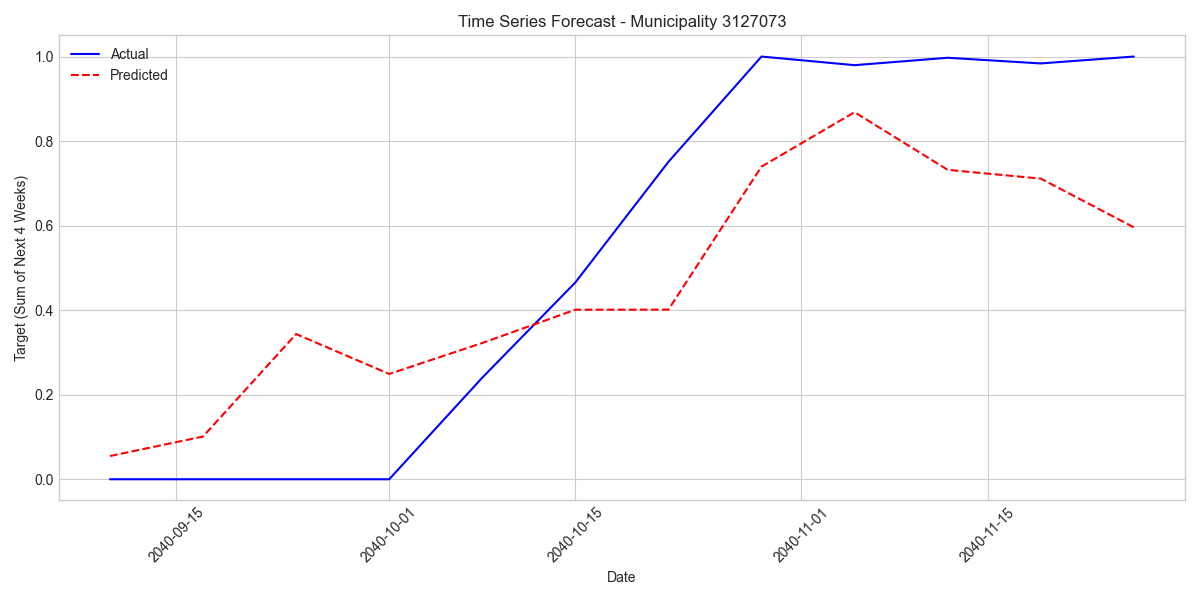 Time Series Forecast - Municipality 3127073
Actual
Predicted
Target (Sum of Next 4 Weeks)
1.0
0.8
0.6
0.4
0.2
0.0
2040-09-15
2040-10-01
2040-10-15
2040-11-01
2040-11-15
Date